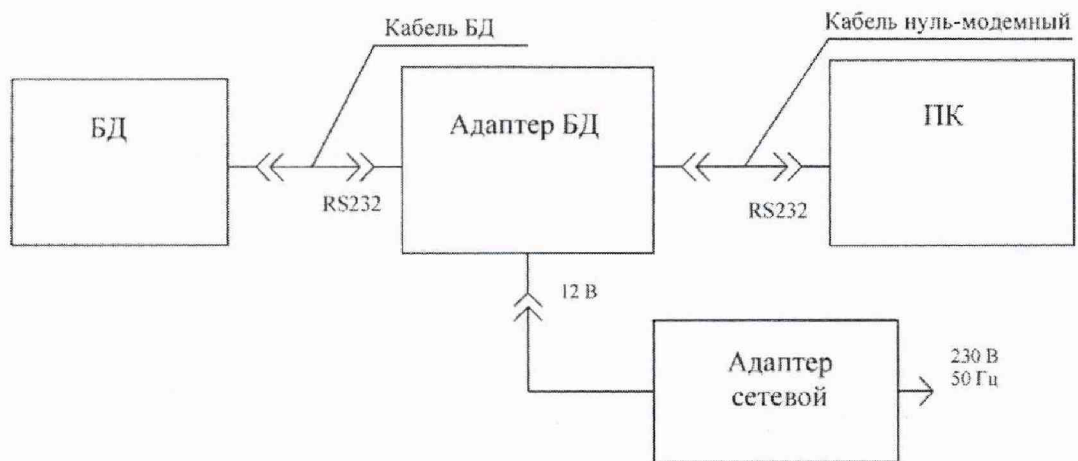 Кабель БД
Кабель нуль-модемный
БД
Адаптер БД
ПК
RS232
RS232
12 В
Адаптер
сетевой
230 В
50 Гц